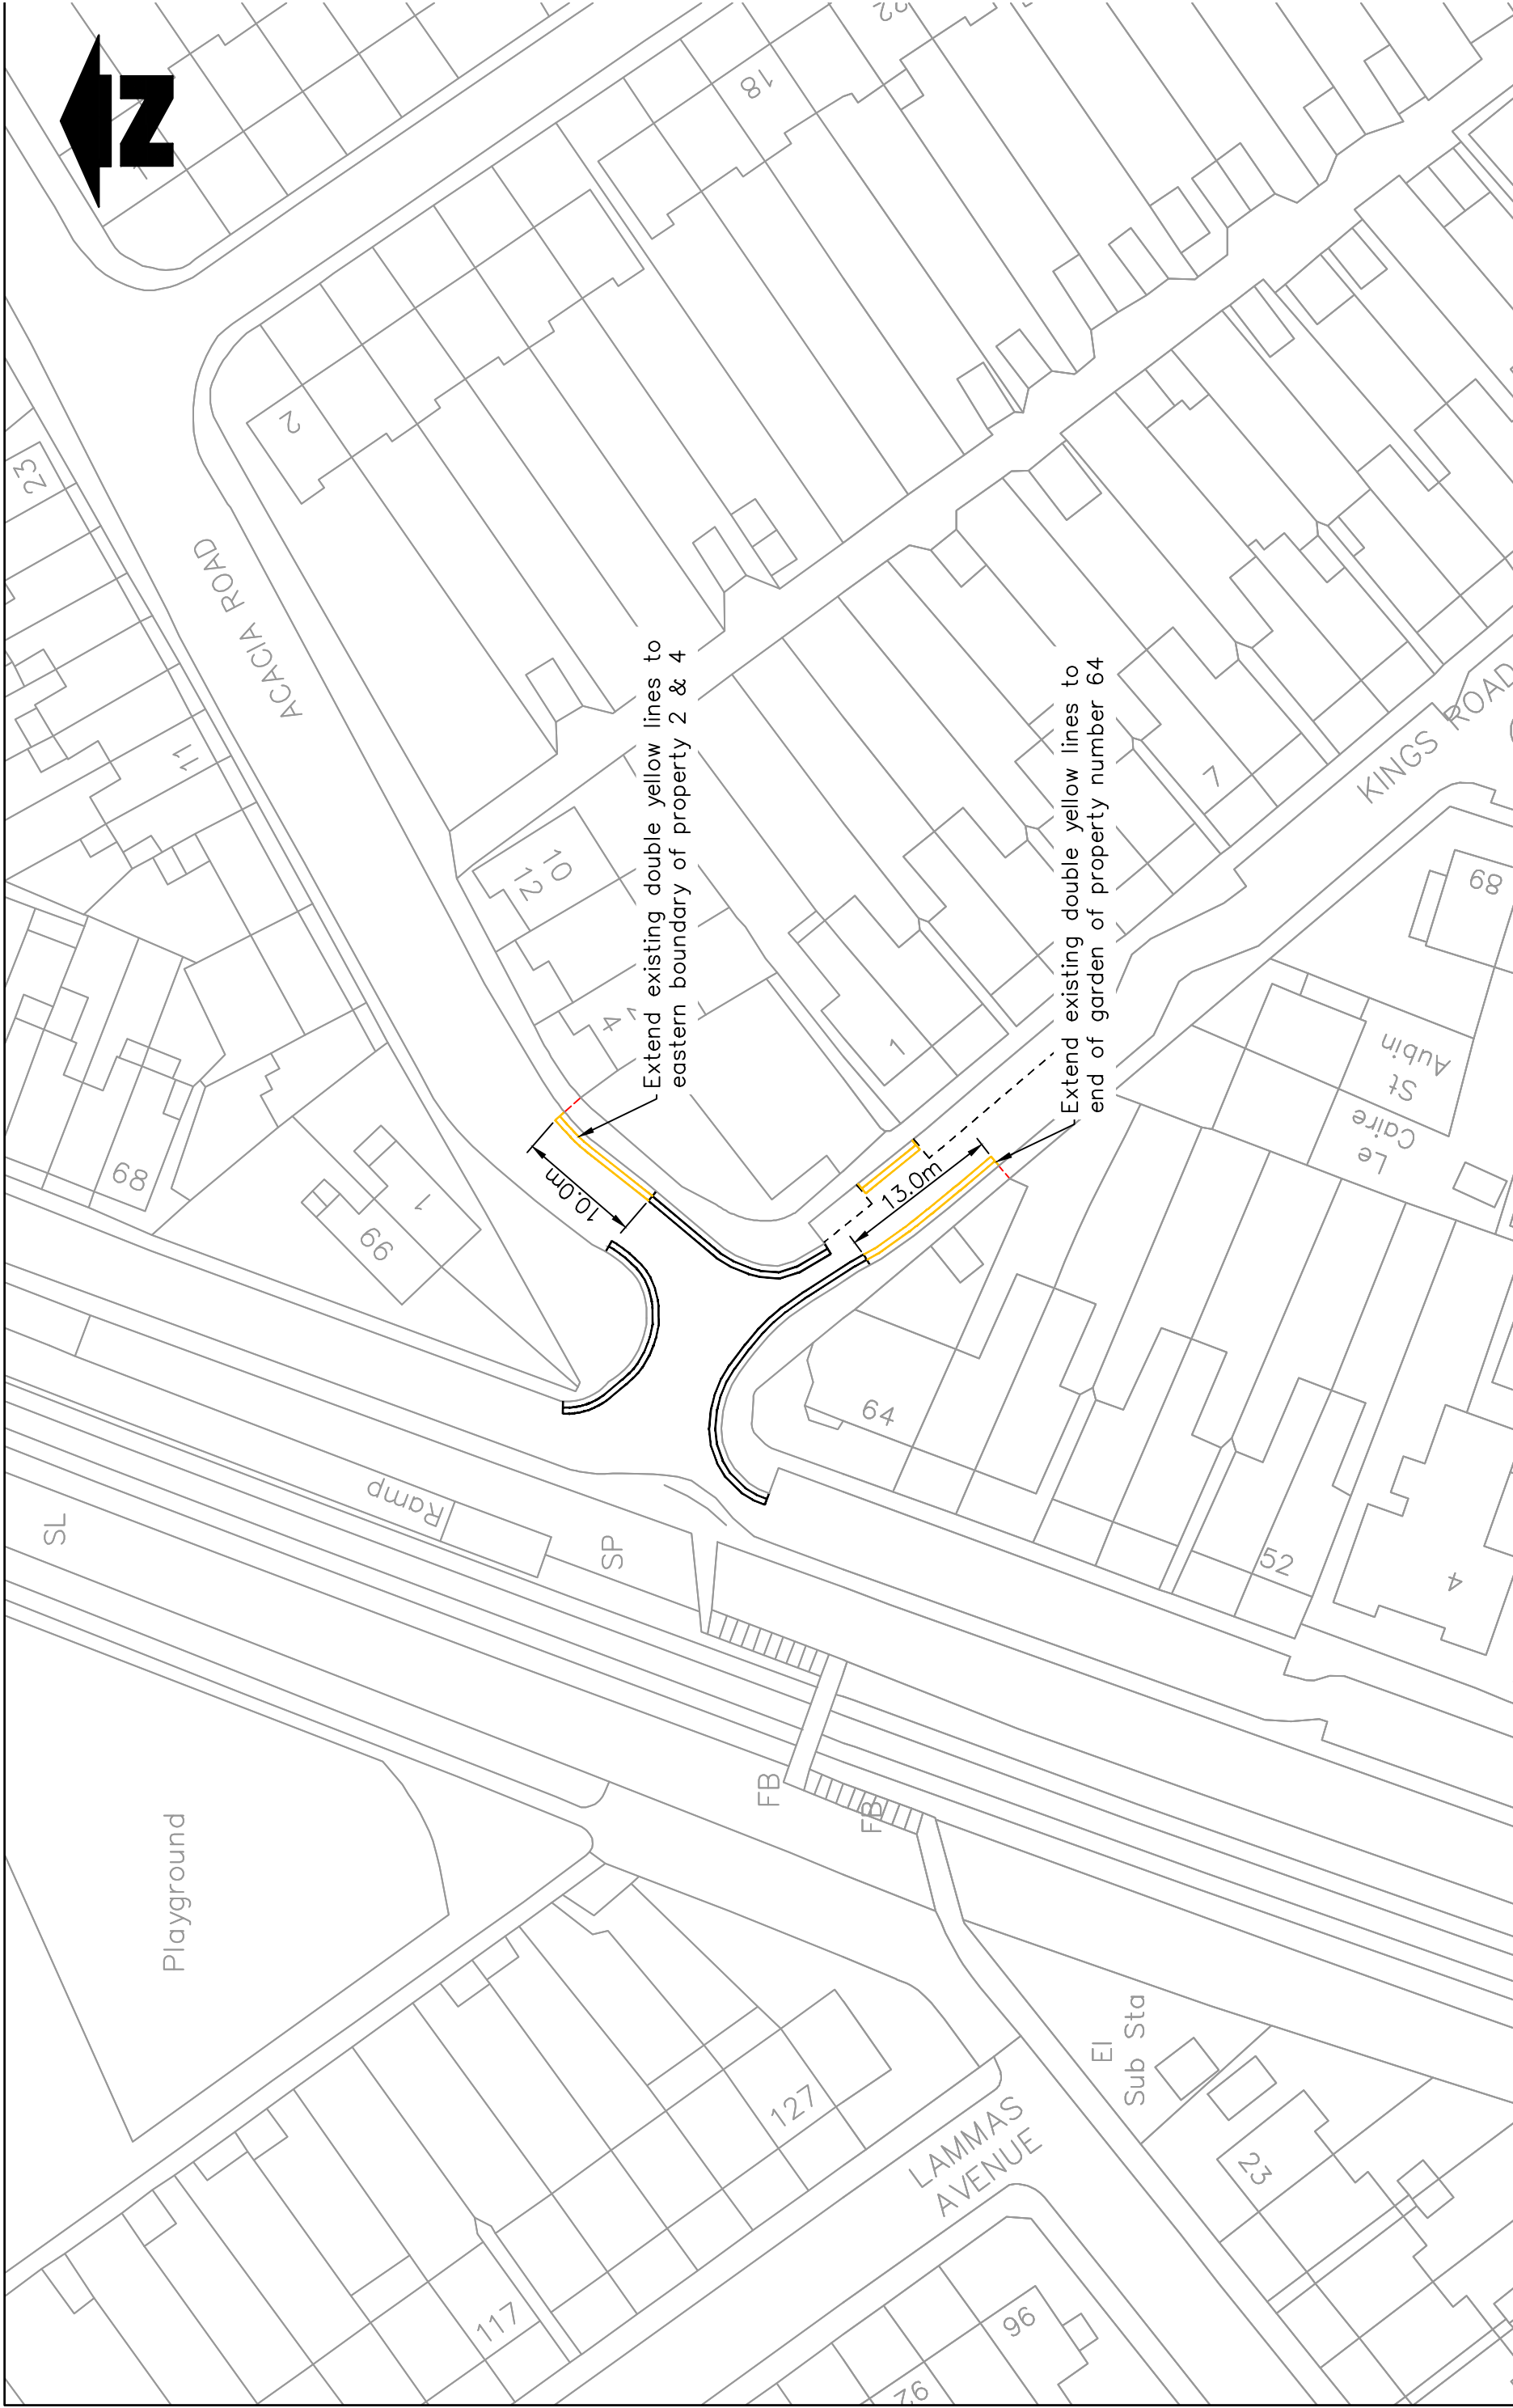 N
22
18
2
23
ACACIA ROAD
11
10
12
4
Extend existing double yellow lines to
eastern boundary of property 2 & 4
Extend existing double yellow lines to
end of garden of property number 64
7
KINGS ROAD
1
89
St
Aubin
Le
Caire
68
1
66
10.0m
13.0m
64
52
4
Ramp
SL
SP
FB
FB
Playground
El
Sub Sta
127
LAMMAS
AVENUE
23
117
96
92